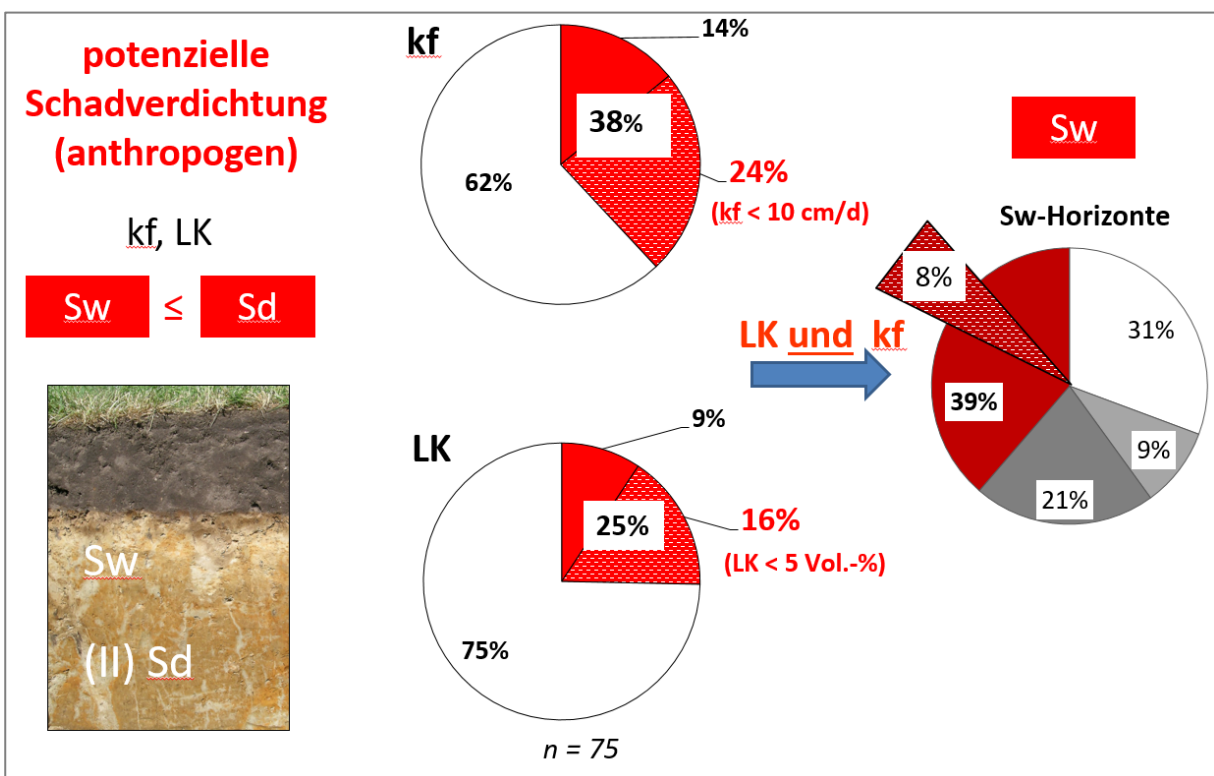 potenzielle
Schadverdichtung
(anthropogen)
kf, LK
Sw ≤ Sd
Sw
(II) Sd
kf
14%
38%
62%
24%
(kf < 10 cm/d)
LK
9%
25%
16%
(LK < 5 Vol.-%)
75%
n = 75
LK und kf
Sw
Sw-Horizonte
8%
31%
39%
9%
21%